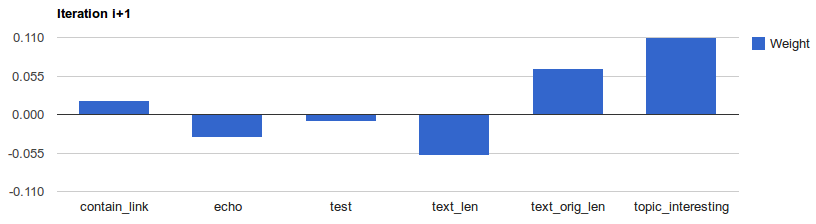 Iteration i+1
0.110
Weight
0.055
0.000
-0.055
-0.110
contain_link echo test text_len text_orig_len topic_interesting